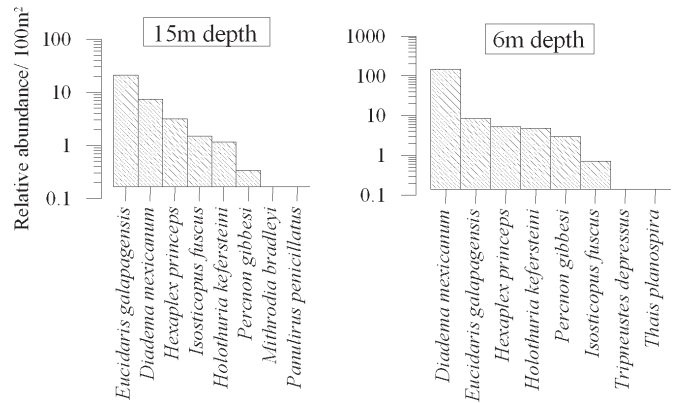 Relative abundance/ 100m²
15m depth
100
10
1
0.1
Eucidaris galapagensis
Diadema mexicanum
Hexaplex princeps
Isosticopus fuscus
Holothuria kefersteini
Percnon gibbesi
Mithrodia bradleyi
Panulirus penicillatus
6m depth
1000
100
10
1
0.1
Diadema mexicanum
Eucidaris galapagensis
Hexaplex princeps
Holothuria kefersteini
Percnon gibbesi
Isosticopus fuscus
Tripneustes depressus
Thais planospira